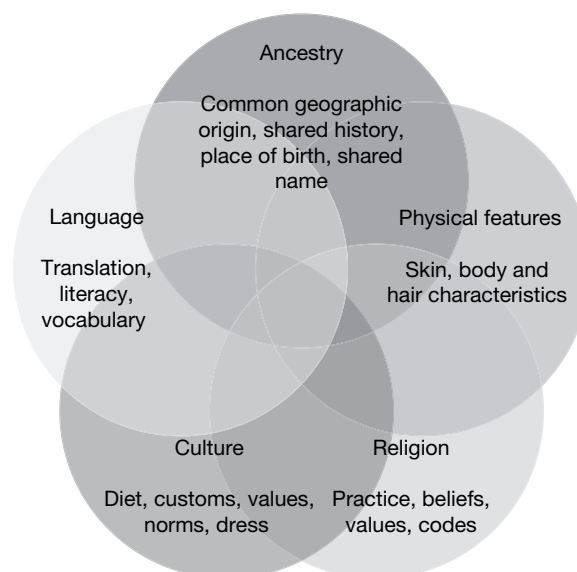 Ancestry
Common geographic
origin, shared history,
place of birth, shared
name
Language
Translation,
literacy,
vocabulary
Physical features
Skin, body and
hair characteristics
Culture
Diet, customs, values,
norms, dress
Religion
Practice, beliefs,
values, codes